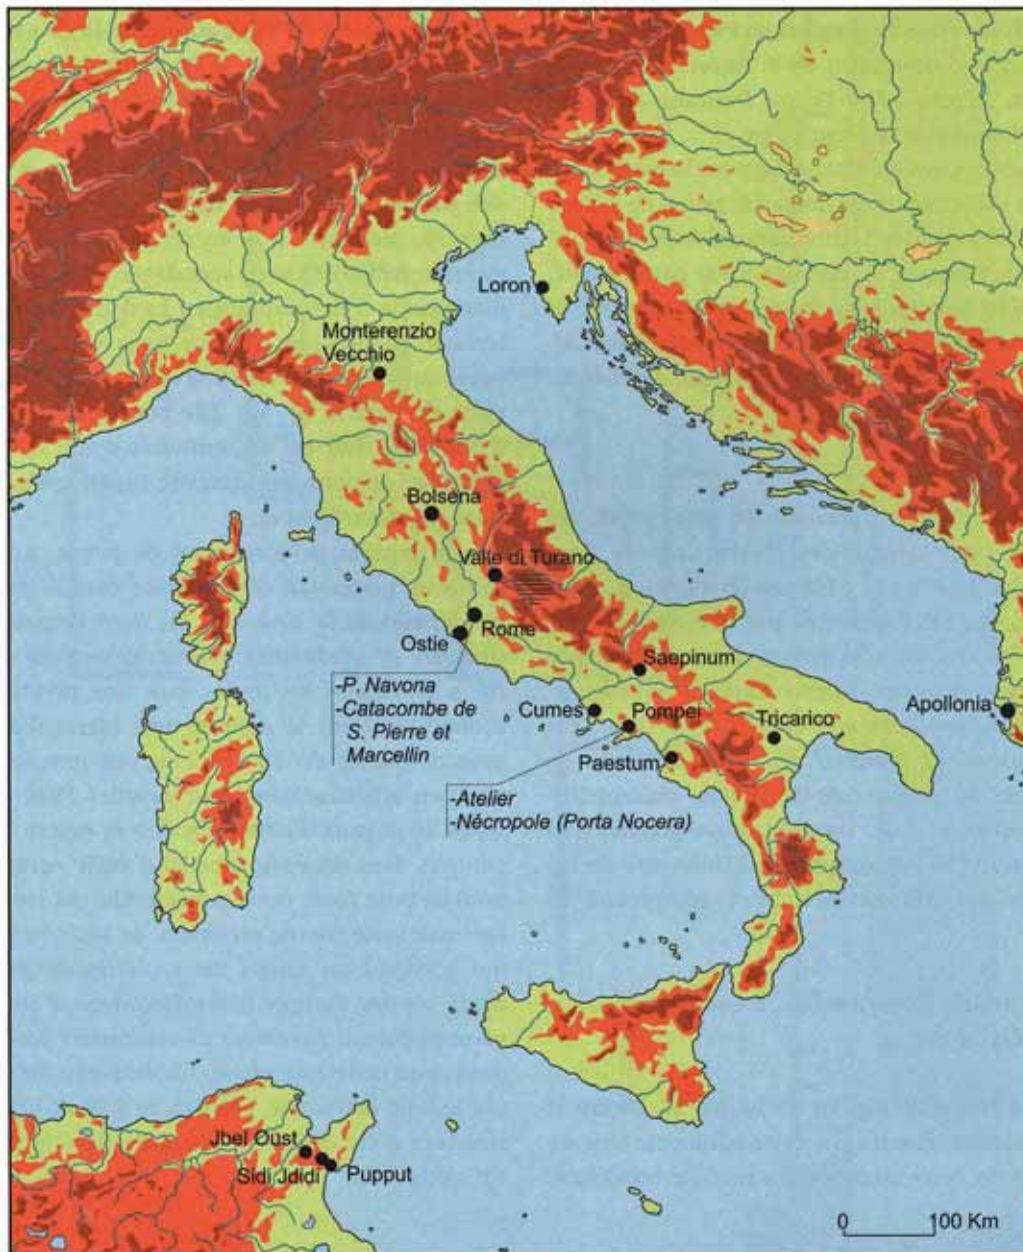 Loron
Monterenzio
Vecchio
Bolsena
Valle di Turano
Rome
Ostie
Saepinum
-P. Navona
-Catacombe de
S. Pierre et
Marcellin
Cumes
Pompei
Tricarico
Apollonia
Paestum
-Atelier
-Nécropole (Porta Nocera)
Jbel Oust
Sidi Jdidi
Pupput
0 100 Km